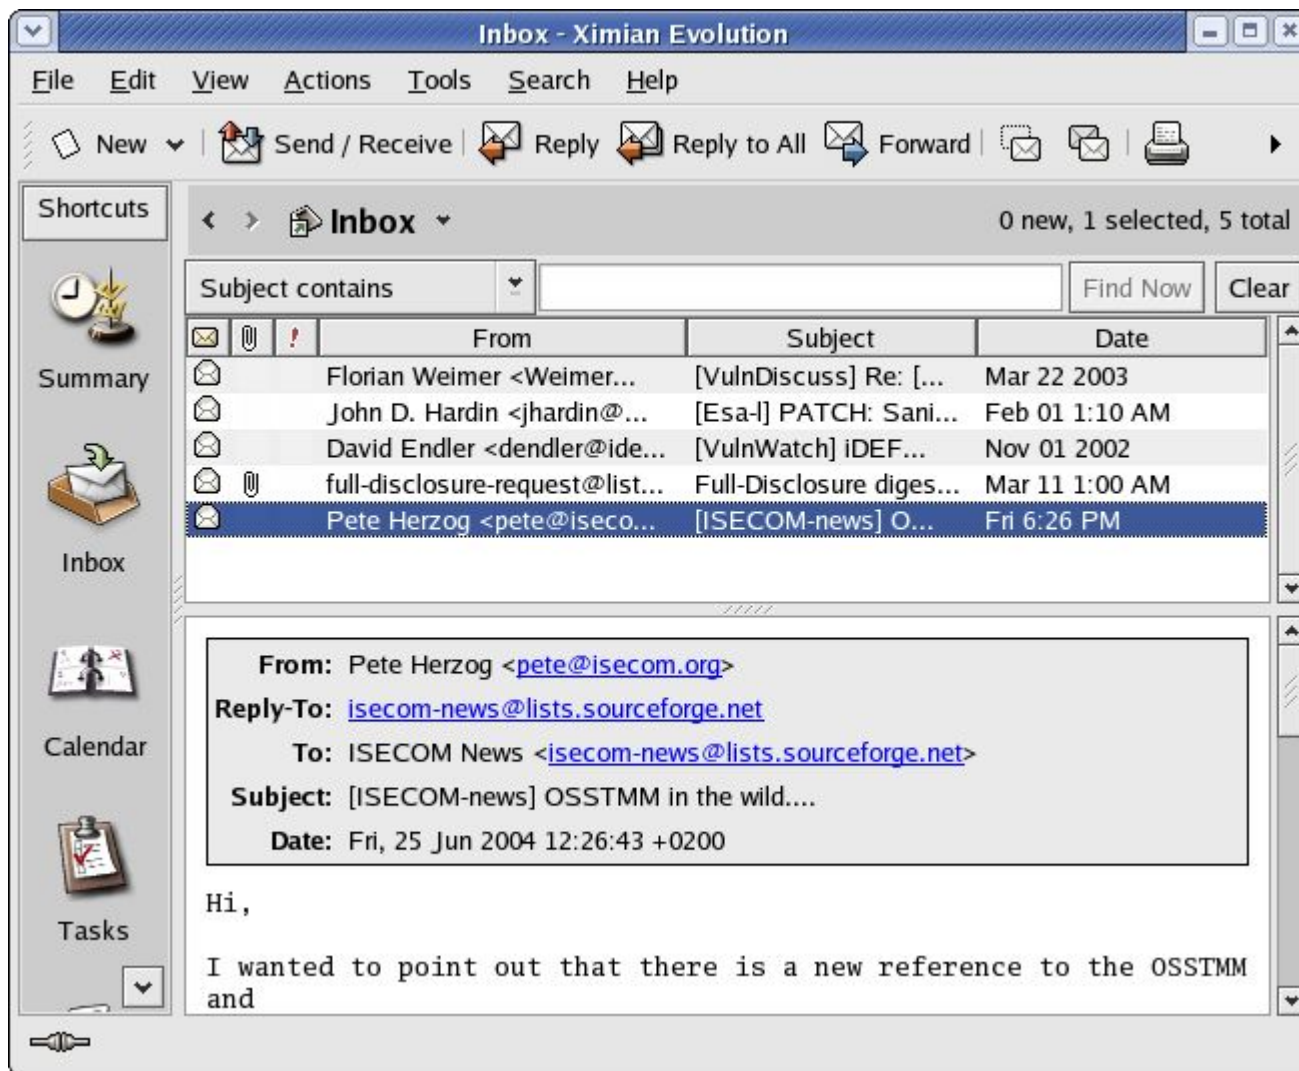 Inbox - Ximian Evolution
File Edit View Actions Tools Search Help
New Send / Receive Reply Reply to All Forward
Shortcuts
Inbox
0 new, 1 selected, 5 total
Subject contains
Find Now
Clear
! From Subject Date
Florian Weimer <Weimer... [VulnDiscuss] Re: [... Mar 22 2003
John D. Hardin <jhardin@... [Esa-l] PATCH: Sani... Feb 01 1:10 AM
David Endler <dendler@ide... [VulnWatch] iDEF... Nov 01 2002
full-disclosure-request@list... Full-Disclosure diges... Mar 11 1:00 AM
Pete Herzog <pete@iseco... [ISECOM-news] O... Fri 6:26 PM
Summary
Inbox
Calendar
Tasks
From: Pete Herzog <pete@isecom.org>
Reply-To: isecom-news@lists.sourceforge.net
To: ISECOM News <isecom-news@lists.sourceforge.net>
Subject: [ISECOM-news] OSSTMM in the wild....
Date: Fri, 25 Jun 2004 12:26:43 +0200
Hi,
I wanted to point out that there is a new reference to the OSSTMM
and